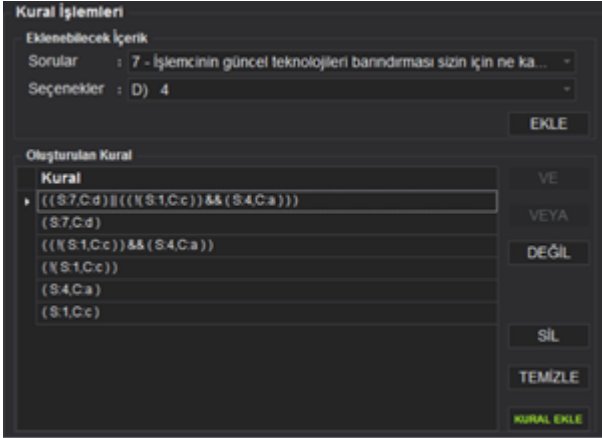 Kural İşlemleri
Eklenebilecek İçerik
Sorular : 7 - İşlemcinin güncel teknolojileri barındırması sizin için ne ka...
Seçenekler : D) 4
EKLE
Oluşturulan Kural
Kural
VE
( ( S:7,C:d ) || ( ( !( S:1,C:c ) ) && ( S:4,C:a ) ) )
VEYA
( S:7,C:d )
( ( !( S:1,C:c ) ) && ( S:4,C:a ) )
DEĞİL
( !( S:1,C:c ) )
( S:4,C:a )
( S:1,C:c )
SİL
TEMİZLE
KURAL EKLE